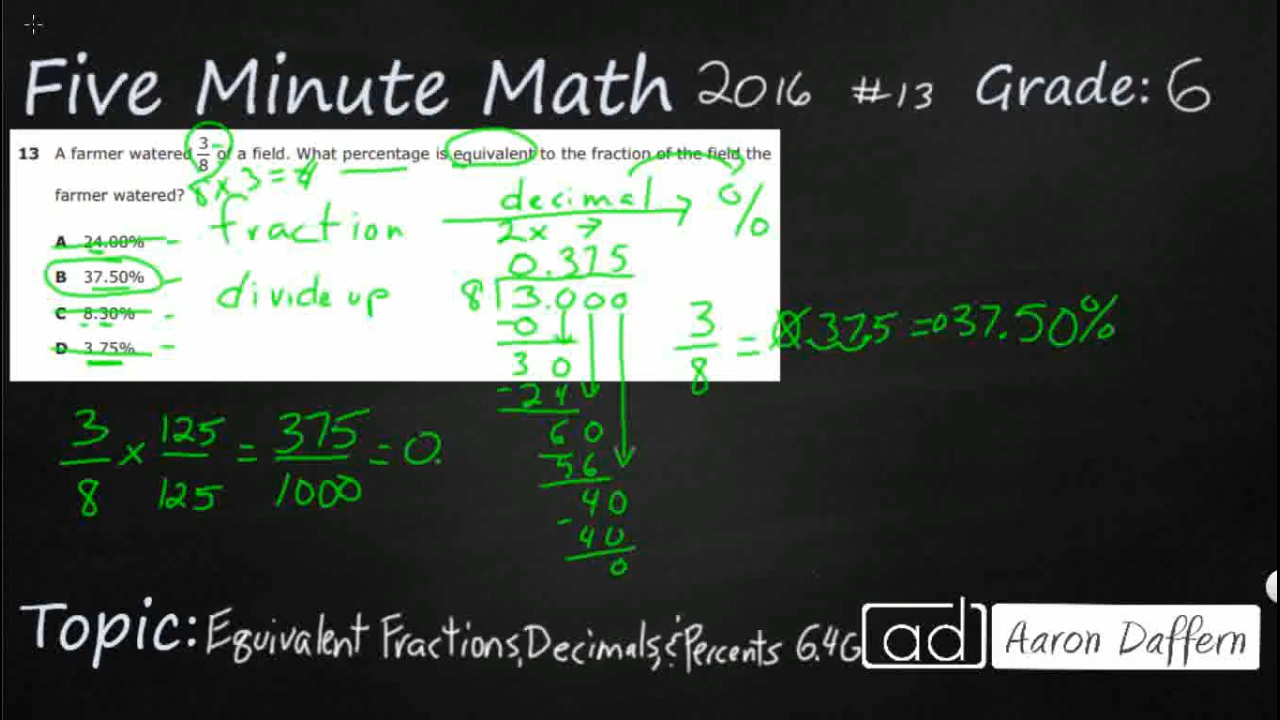 Five Minute Math 2016 #13 Grade: 6
13 A farmer watered 3/8 of a field. What percentage is equivalent to the fraction of the field the
farmer watered?
8 x 3 =
A 24.00%
B 37.50%
C 8.30%
D 3.75%
fraction
divide up
decimal %
2x →
0.375
8 3.000
-0
30
-24
60
56
-40
-40
0
3/8 = 0.375 = 037.50%
3/8 x 125/125 = 375/1000 = 0.
Topic: Equivalent Fractions, Decimals, & Percents 6.4G
ad Aaron Daffern